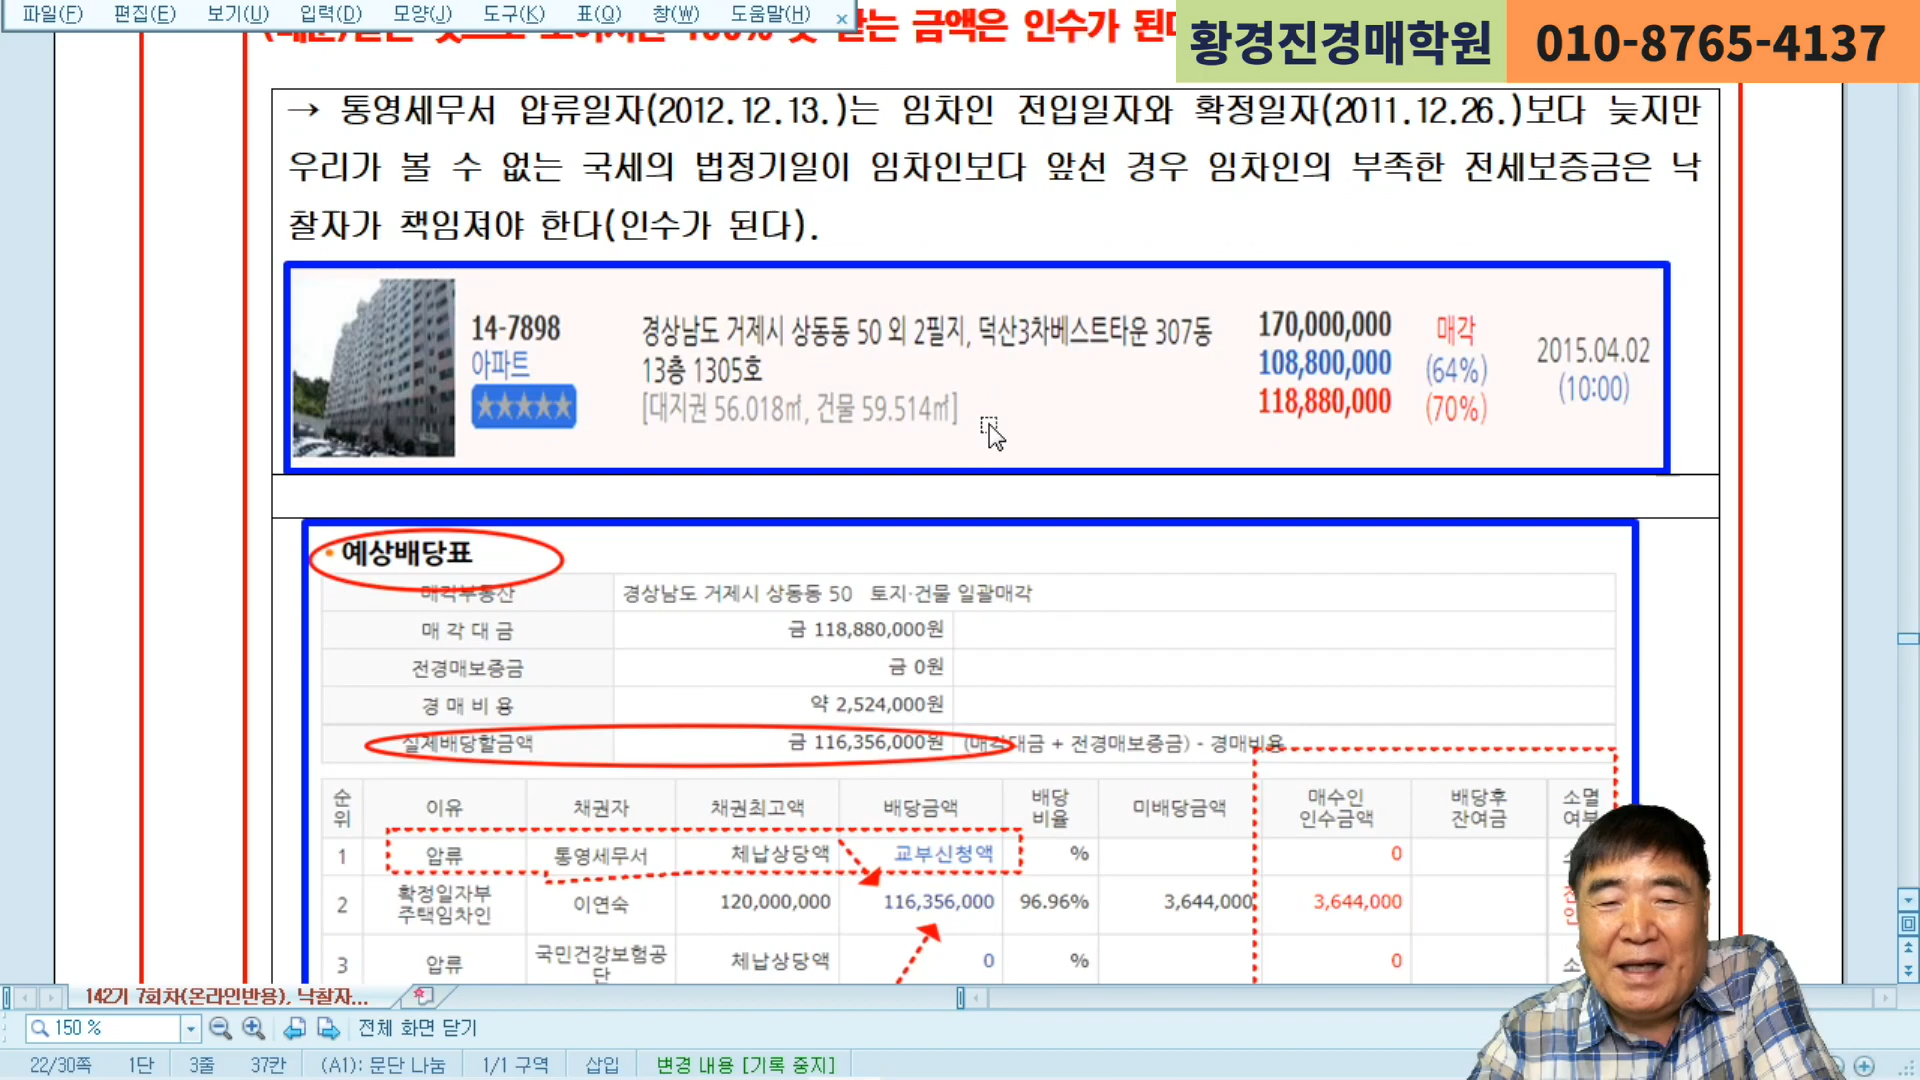 파일(F) 편집(E) 보기(U) 입력(D) 모양(J) 도구(K) 표(Q) 창(W) 도움말(H) x
금액은 인수가 된다
황경진경매학원 010-8765-4137
→ 통영세무서 압류일자(2012.12.13.)는 임차인 전입일자와 확정일자(2011.12.26.)보다 늦지만
우리가 볼 수 없는 국세의 법정기일이 임차인보다 앞선 경우 임차인의 부족한 전세보증금은 낙
찰자가 책임져야 한다(인수가 된다).
14-7898
아파트
★★★★★
경상남도 거제시 상동동 50 외 2필지, 덕산3차베스트타운 307동
13층 1305호
[대지권 56.018㎡, 건물 59.514㎡]
170,000,000
108,800,000
118,880,000
매각
(64%)
(70%)
2015.04.02
(10:00)
• 예상배당표
매각부동산 경상남도 거제시 상동동 50 토지·건물 일괄매각
매 각 대 금 금 118,880,000원
전경매보증금 금 0원
경 매 비 용 약 2,524,000원
실제배당할금액 금 116,356,000원 (매각대금 + 전경매보증금) - 경매비용
순위 이유 채권자 채권최고액 배당금액 배당비율 미배당금액 매수인인수금액 배당후잔여금 소멸여부
1 압류 통영세무서 체납상당액 교부신청액 % 0
2 확정일자부 주택임차인 이연숙 120,000,000 116,356,000 96.96% 3,644,000 3,644,000
3 압류 국민건강보험공단 체납상당액 0 % 0
142기 7회차(온라인반용), 낙찰자...
150 % 전체 화면 닫기
22/30쪽 1단 3줄 37칸 (A1): 문단 나눔 1/1 구역 삽입 변경 내용 [기록 중지]